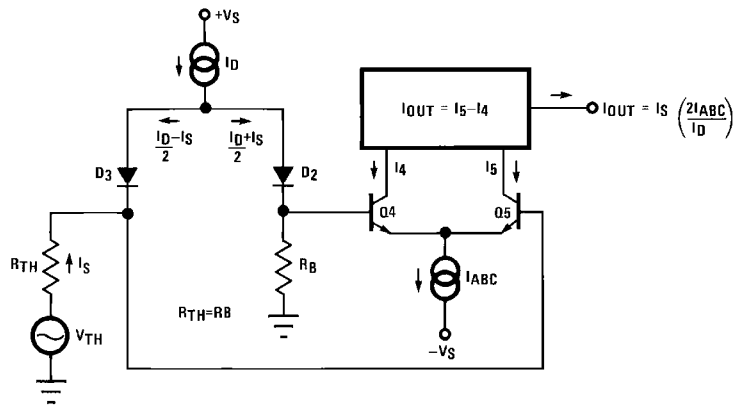 +VS
ID
IOUT = I5–I4
IOUT = IS (2IABC/ID)
ID/2–IS
ID/2+IS
D3
D2
I4
I5
Q4
Q5
RTH
IS
RB
IABC
RTH=RB
VTH
–VS